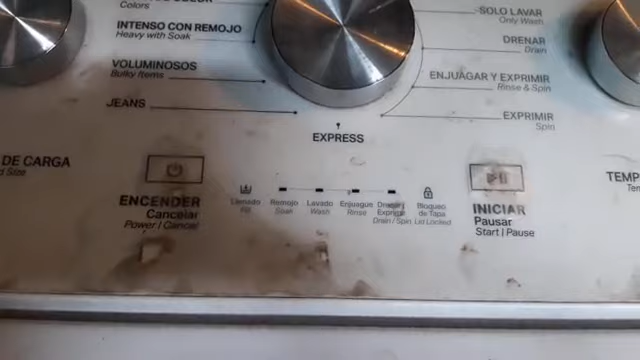 Colors
INTENSO CON REMOJO
Heavy with Soak
VOLUMINOSOS
Bulky Items
JEANS
EXPRESS
SOLO LAVAR
Only Wash
DRENAR
Drain
ENJUAGAR Y EXPRIMIR
Rinse & Spin
EXPRIMIR
Spin
DE CARGA
Size
ENCENDER
Cancelar
Power | Cancel
Llenado
Fill
Remojo
Soak
Lavado
Wash
Enjuague
Rinse
Drenar
Exprimir
Drain / Spin
Bloqueo
de Tapa
Lid Locked
INICIAR
Pausar
Start | Pause
TEMP